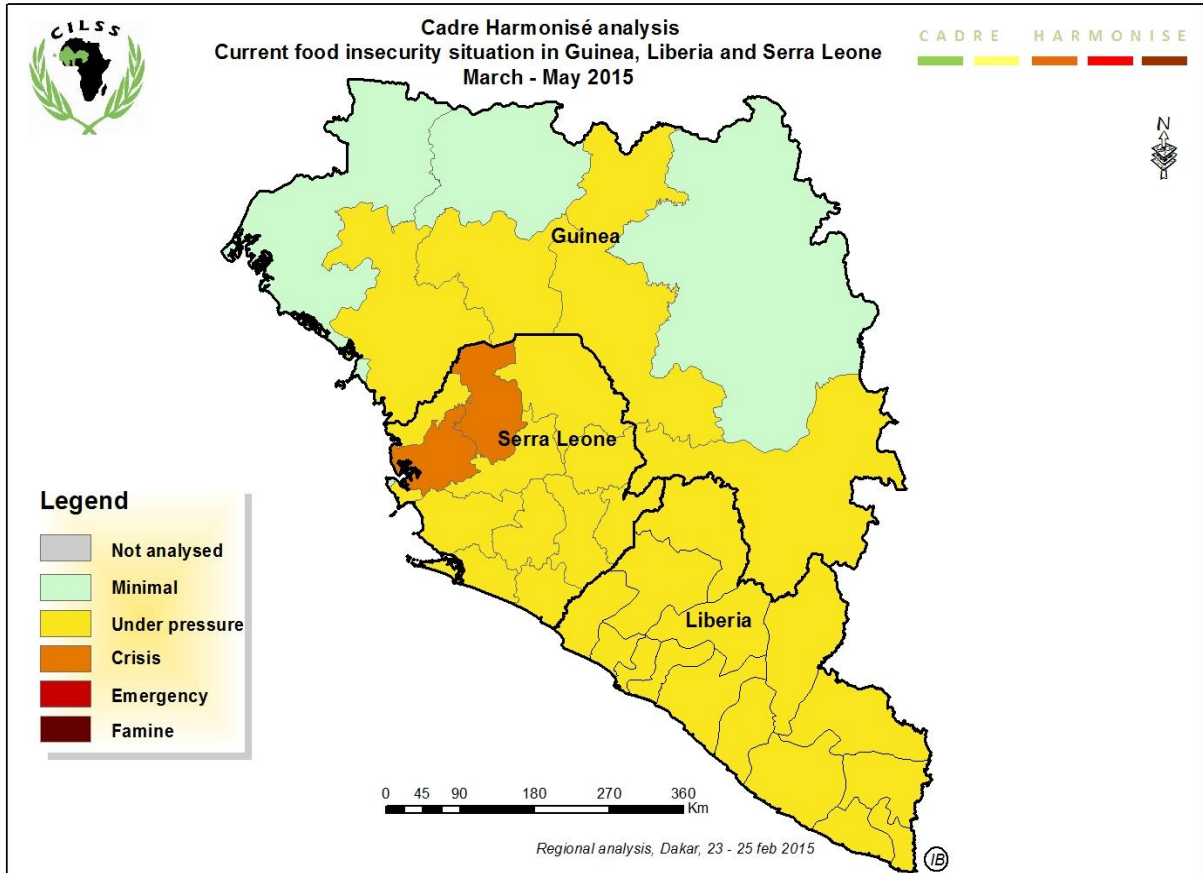 CILSS
Cadre Harmonisé analysis
Current food insecurity situation in Guinea, Liberia and Serra Leone
March - May 2015
CADRE HARMONISE
N
Guinea
Serra Leone
Liberia
Legend
Not analysed
Minimal
Under pressure
Crisis
Emergency
Famine
0 45 90 180 270 360
Km
Regional analysis, Dakar, 23 - 25 feb 2015
IB